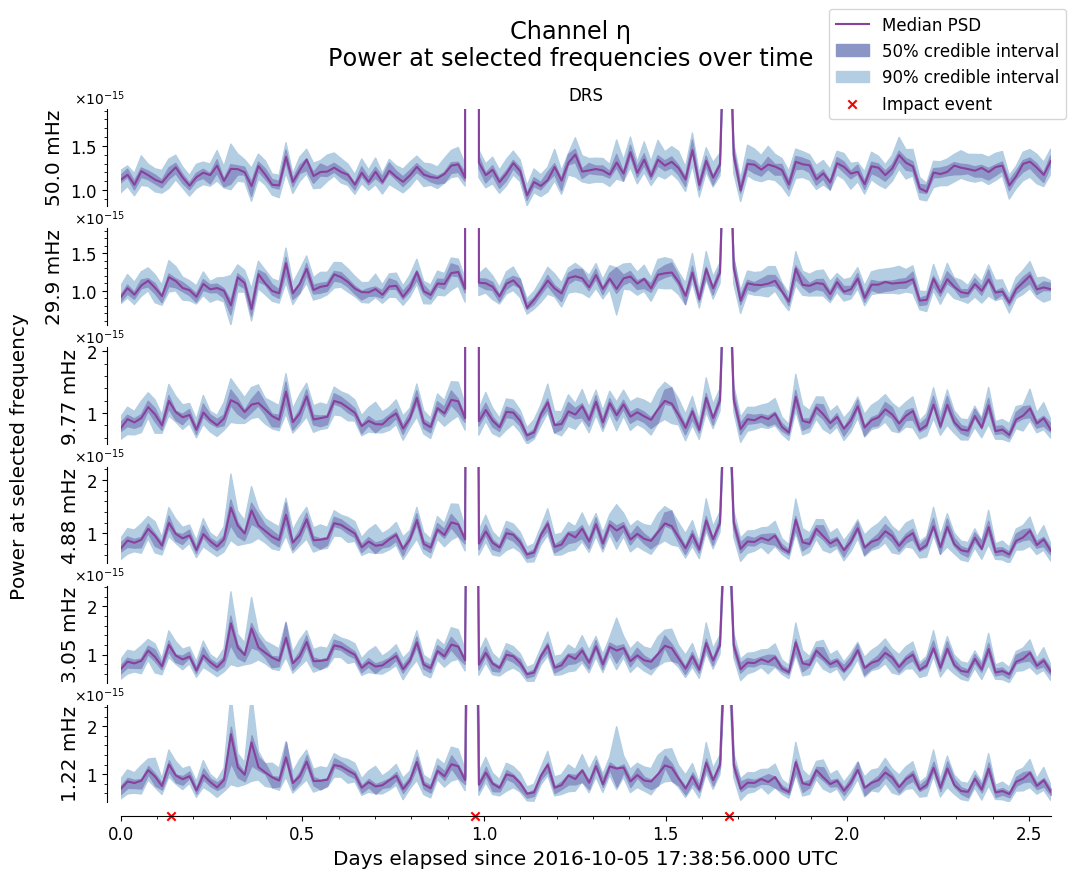 Channel η
Power at selected frequencies over time
Median PSD
50% credible interval
90% credible interval
Impact event
DRS
Power at selected frequency
×10⁻¹⁵
50.0 mHz
1.5
1.0
×10⁻¹⁵
29.9 mHz
1.5
1.0
×10⁻¹⁵
9.77 mHz
2
1
×10⁻¹⁵
4.88 mHz
2
1
×10⁻¹⁵
3.05 mHz
2
1
×10⁻¹⁵
1.22 mHz
2
1
0.0 0.5 1.0 1.5 2.0 2.5
Days elapsed since 2016-10-05 17:38:56.000 UTC